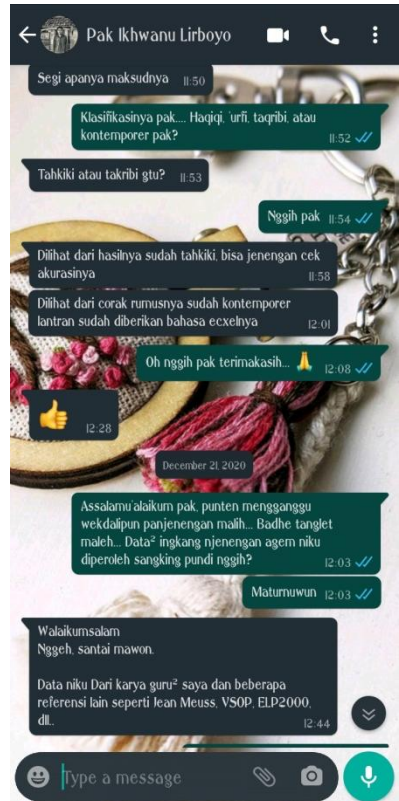 Pak Ikhwanu Lirboyo
Segi apanya maksudnya 11:50
Klasifikasinya pak.... Haqiqi, 'urfi, taqribi, atau
kontemporer pak? 11:52
Tahkiki atau takribi gtu? 11:53
Nggih pak 11:54
Dilihat dari hasilnya sudah tahkiki, bisa jenengan cek
akurasinya 11:58
Dilihat dari corak rumusnya sudah kontemporer
lantran sudah diberikan bahasa ecxelnya 12:01
Oh nggih pak terimakasih... 🙏 12:08
👍 12:28
December 21, 2020
Assalamu'alaikum pak, punten mengganggu
wekdalipun panjenengan malih... Badhe tanglet
maleh... Data² ingkang njenengan agem niku
diperoleh sangking pundi nggih? 12:03
Maturnuwun 12:03
Walaikumsalam
Nggeh, santai mawon.
Data niku Dari karya guru² saya dan beberapa
referensi lain seperti Jean Meuss, VSOP, ELP2000,
dll.. 12:44
Type a message